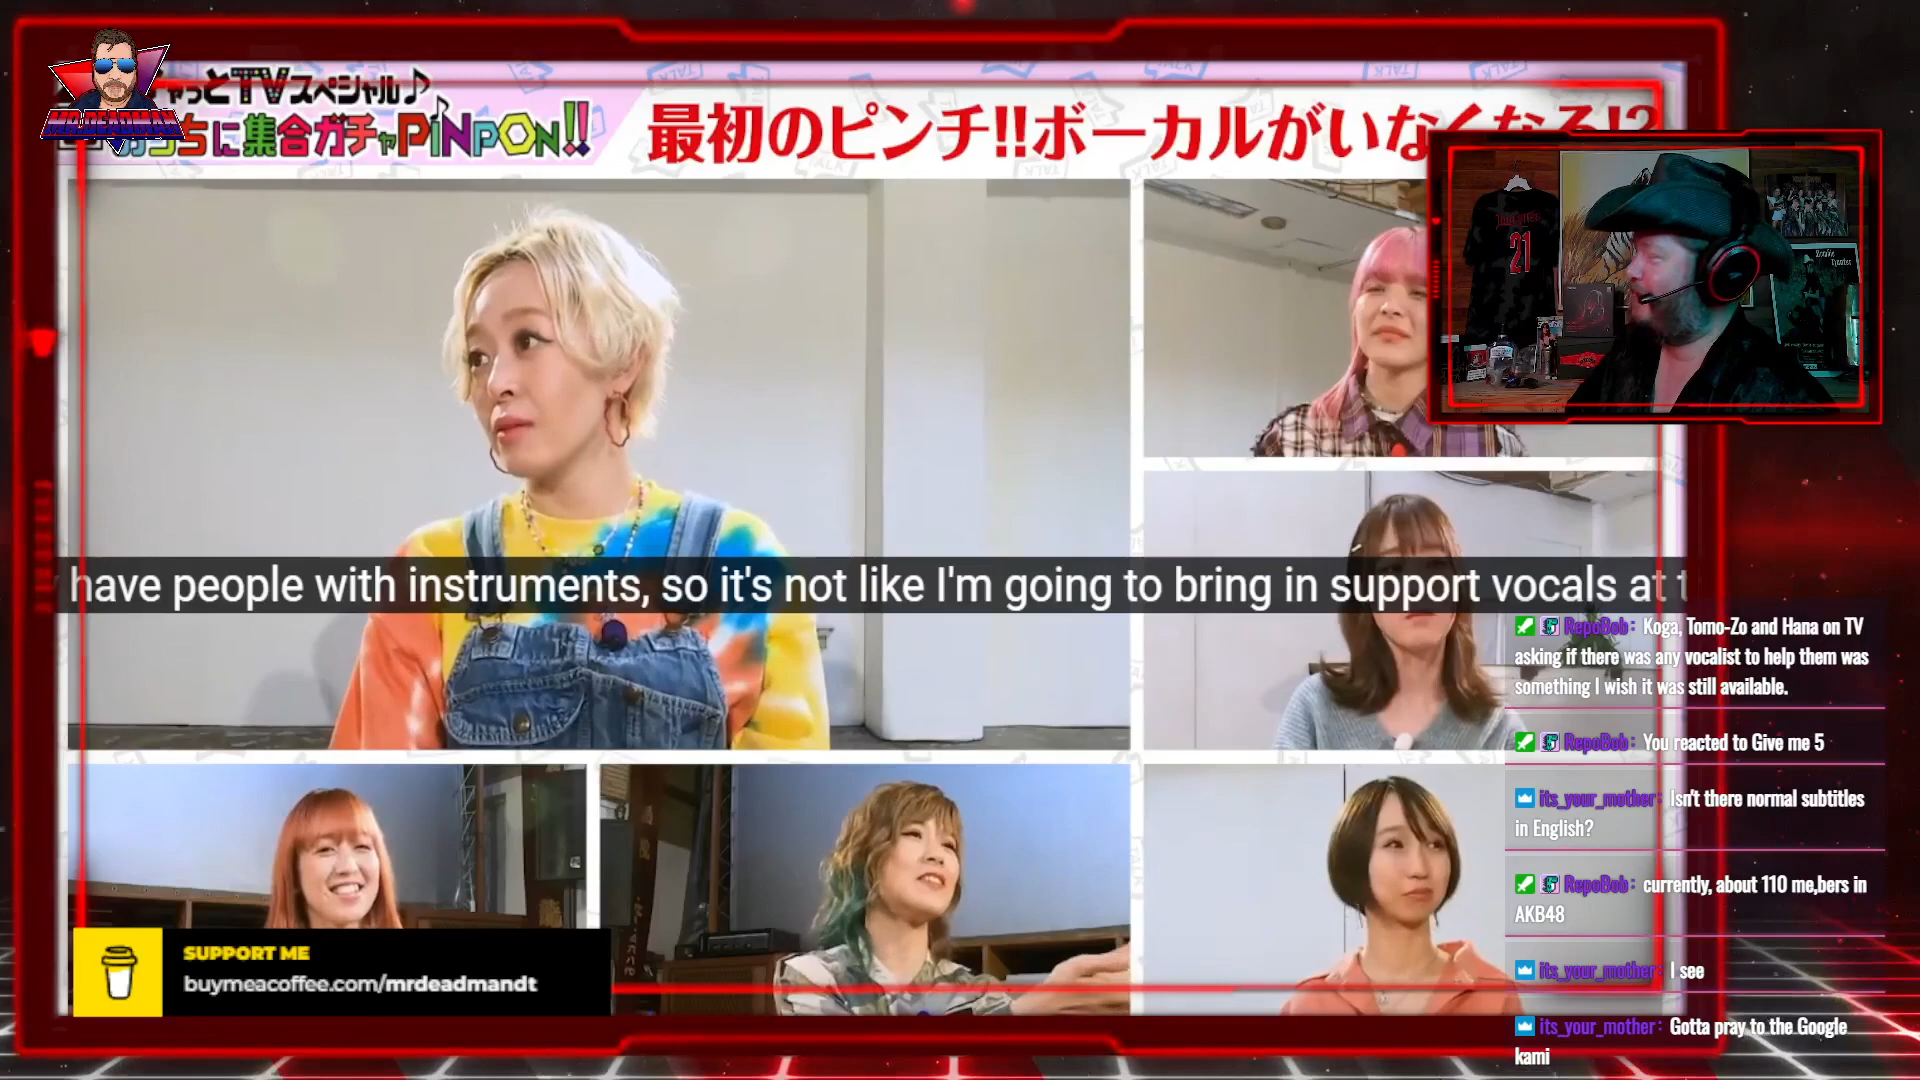 MR.DEADMAN
ャっとTVスペシャル♪
おうちに集合ガチャPiNPON!!
最初のピンチ!!ボーカルがいなくなる!?
21
have people with instruments, so it's not like I'm going to bring in support vocals at t
RepoBob: Koga, Tomo-Zo and Hana on TV
asking if there was any vocalist to help them was
something I wish it was still available.
RepoBob: You reacted to Give me 5
its_your_mother: Isn't there normal subtitles
in English?
RepoBob: currently, about 110 me,bers in
AKB48
its_your_mother: I see
its_your_mother: Gotta pray to the Google
kami
SUPPORT ME
buymeacoffee.com/mrdeadmandt